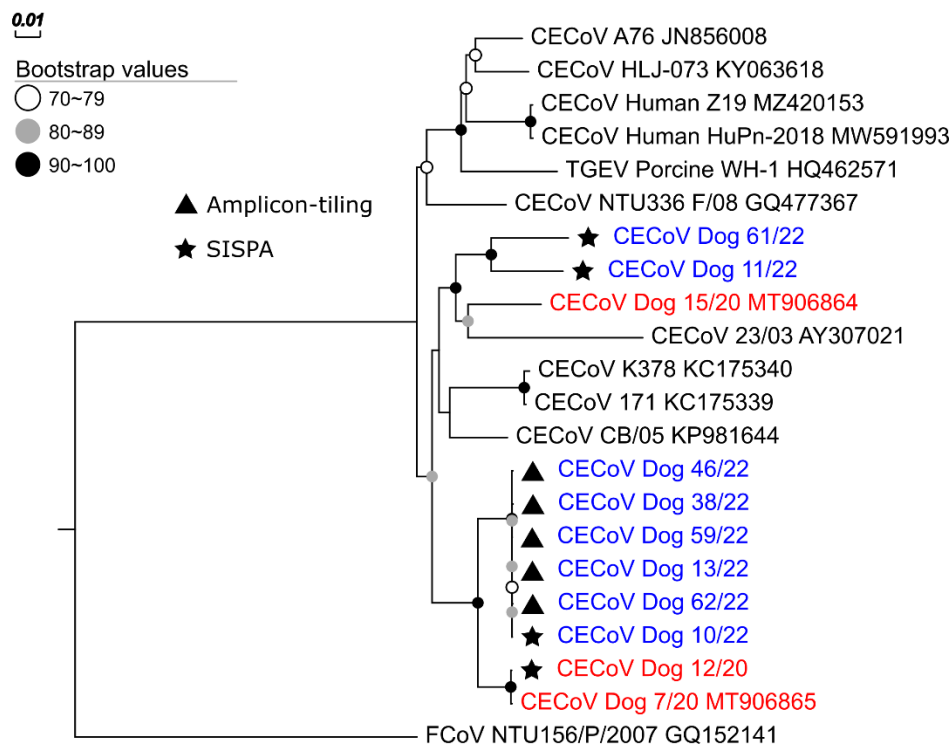 0.01
Bootstrap values
70~79
80~89
90~100
Amplicon-tiling
SISPA
CECoV A76 JN856008
CECoV HLJ-073 KY063618
CECoV Human Z19 MZ420153
CECoV Human HuPn-2018 MW591993
TGEV Porcine WH-1 HQ462571
CECoV NTU336 F/08 GQ477367
CECoV Dog 61/22
CECoV Dog 11/22
CECoV Dog 15/20 MT906864
CECoV 23/03 AY307021
CECoV K378 KC175340
CECoV 171 KC175339
CECoV CB/05 KP981644
CECoV Dog 46/22
CECoV Dog 38/22
CECoV Dog 59/22
CECoV Dog 13/22
CECoV Dog 62/22
CECoV Dog 10/22
CECoV Dog 12/20
CECoV Dog 7/20 MT906865
FCoV NTU156/P/2007 GQ152141